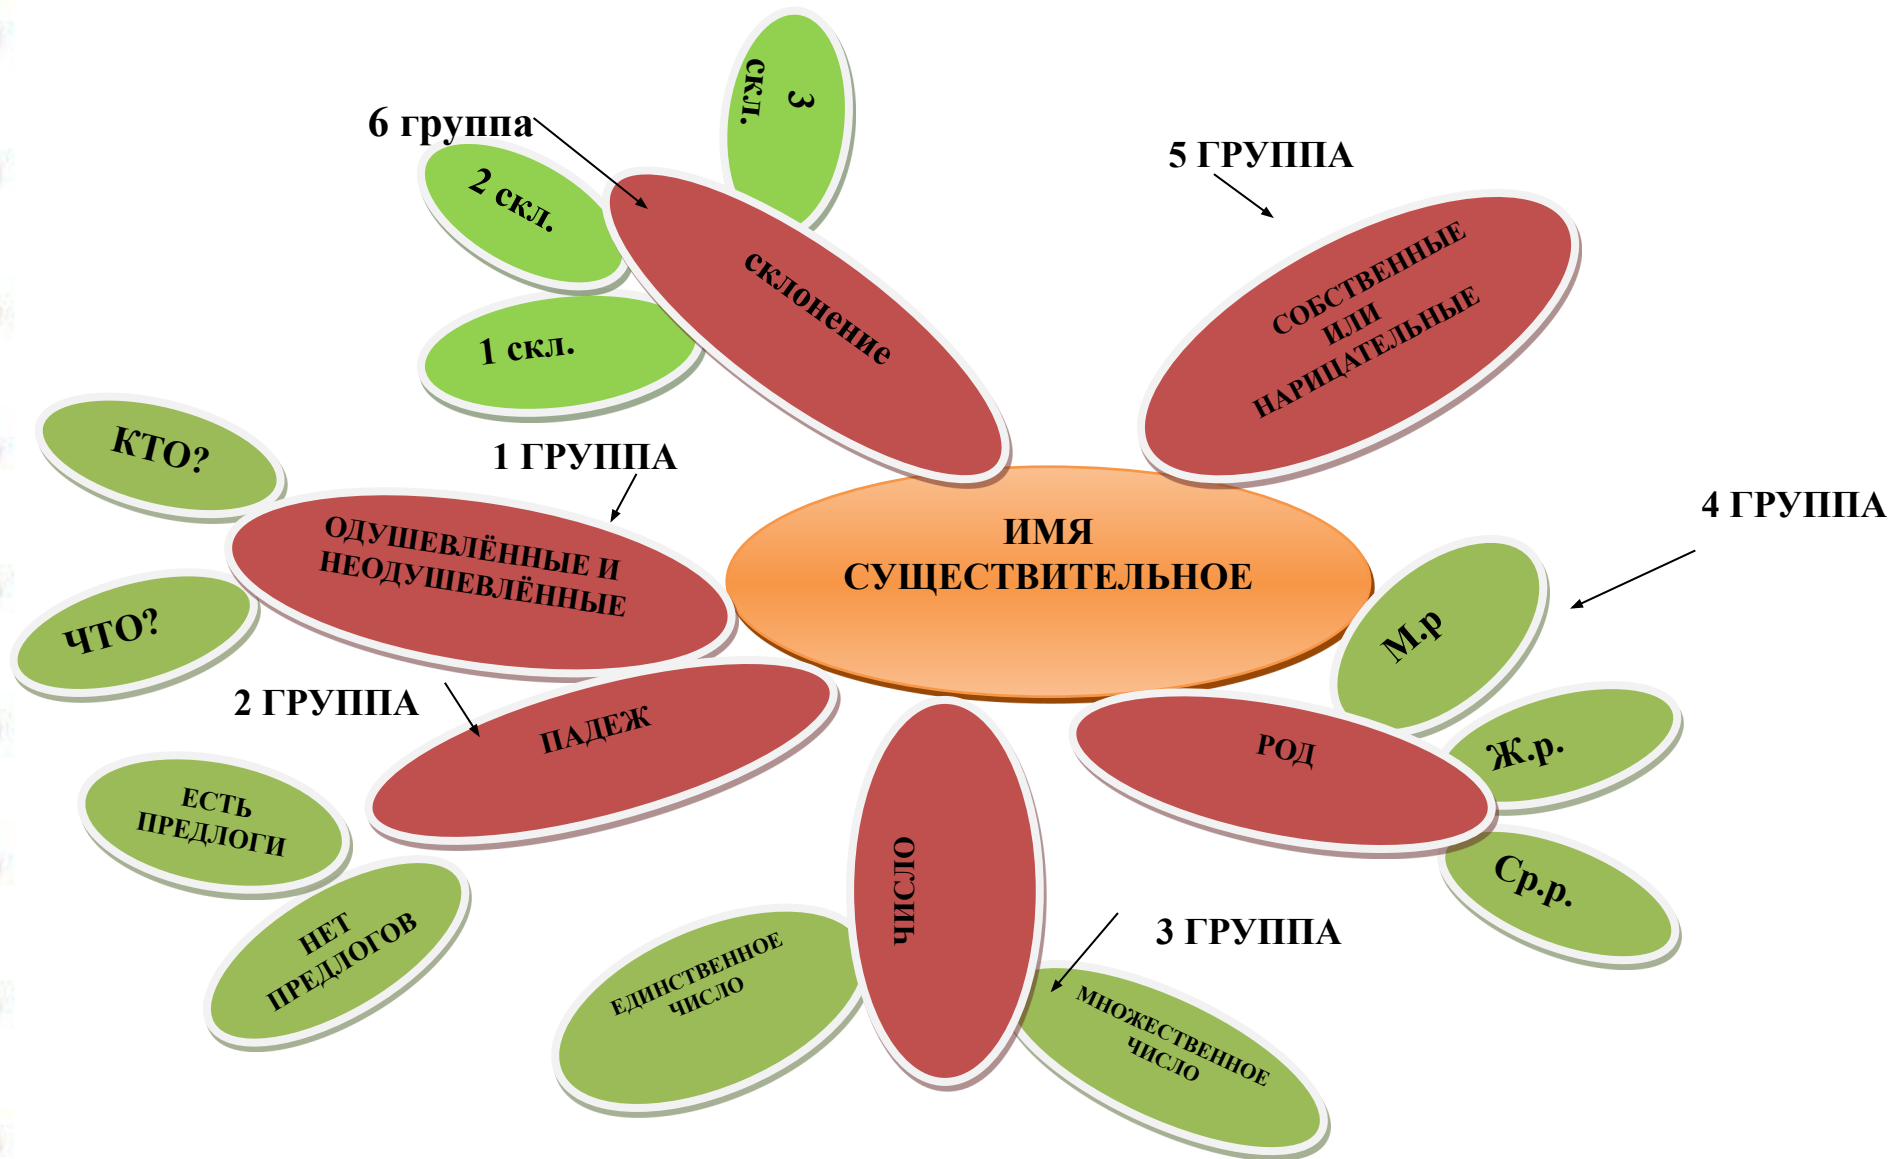 3
скл.
6 группа
2 скл.
1 скл.
склонение
5 ГРУППА
СОБСТВЕННЫЕ
ИЛИ
НАРИЦАТЕЛЬНЫЕ
КТО?
ЧТО?
1 ГРУППА
ОДУШЕВЛЁННЫЕ И
НЕОДУШЕВЛЁННЫЕ
ИМЯ
СУЩЕСТВИТЕЛЬНОЕ
4 ГРУППА
М.р
Ж.р.
Ср.р.
РОД
2 ГРУППА
ПАДЕЖ
ЕСТЬ
ПРЕДЛОГИ
НЕТ
ПРЕДЛОГОВ
ЧИСЛО
3 ГРУППА
ЕДИНСТВЕННОЕ
ЧИСЛО
МНОЖЕСТВЕННОЕ
ЧИСЛО